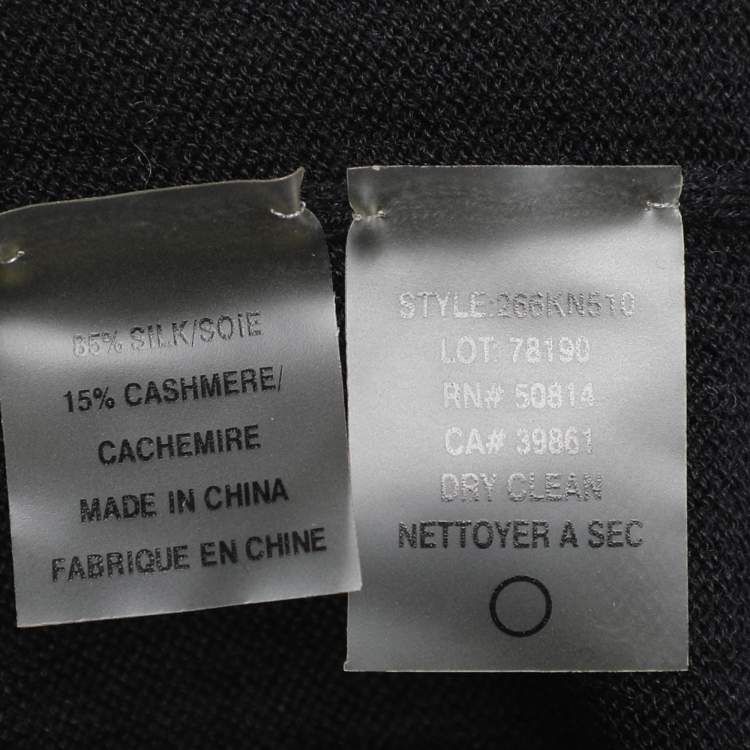 85% SILK/SOIE
15% CASHMERE/
CACHEMIRE
MADE IN CHINA
FABRIQUE EN CHINE
STYLE:266KN510
LOT: 78190
RN# 50814
CA# 39861
DRY CLEAN
NETTOYER A SEC